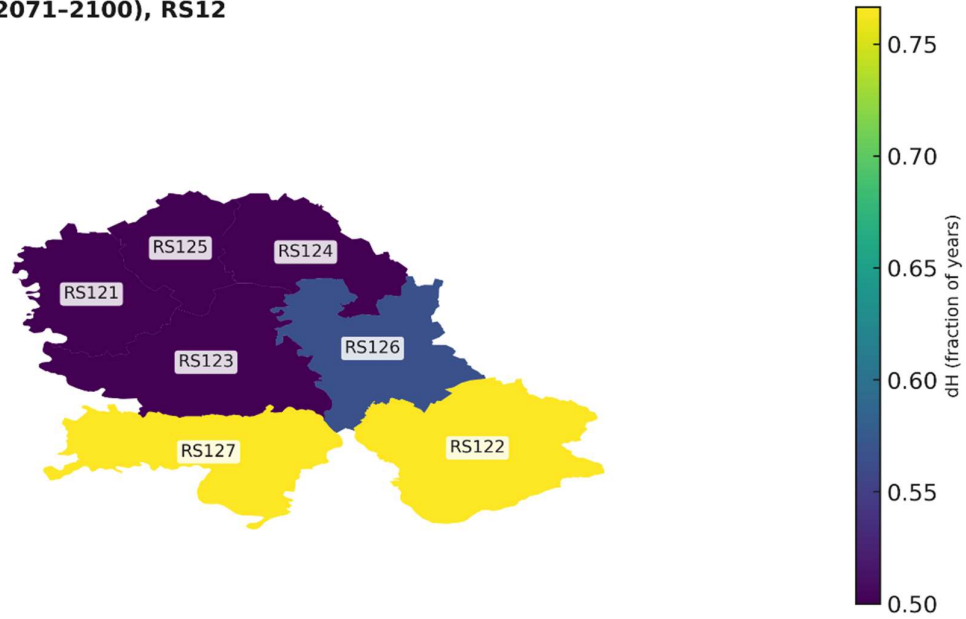 2071–2100), RS12
RS125
RS124
RS121
RS126
RS123
RS127
RS122
0.75
0.70
0.65
0.60
0.55
0.50
dH (fraction of years)